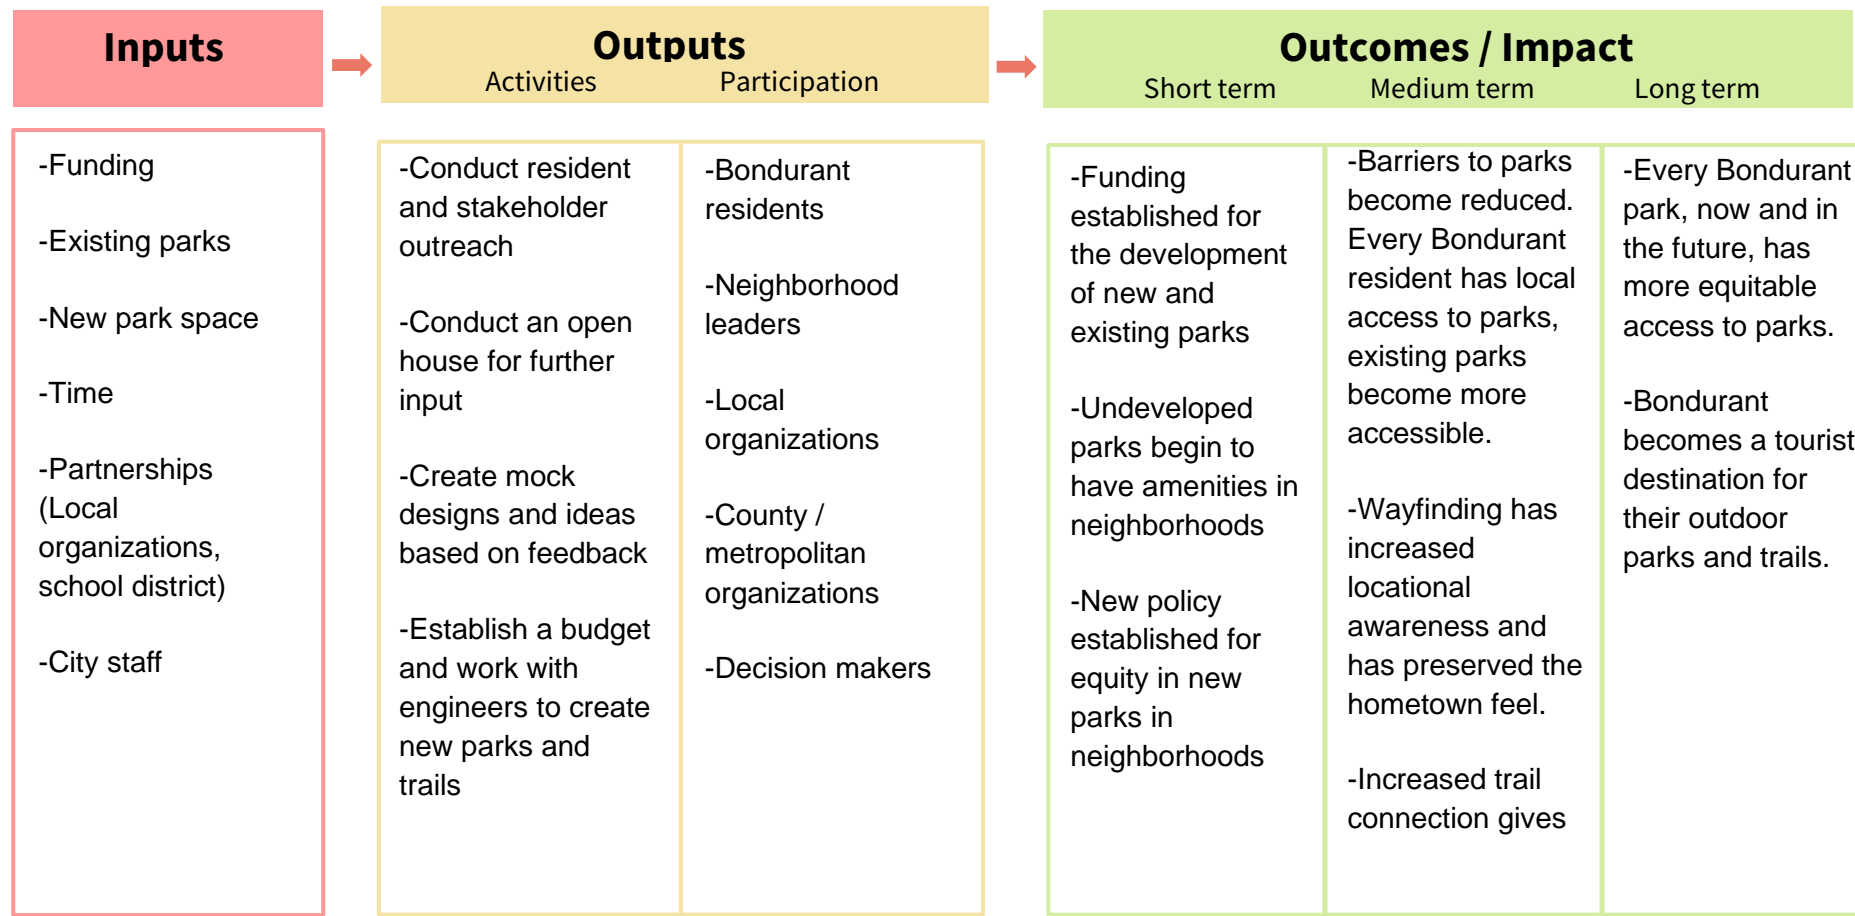 Inputs
-Funding
-Existing parks
-New park space
-Time
-Partnerships
(Local
organizations,
school district)
-City staff
Outputs
Activities
-Conduct resident
and stakeholder
outreach
-Conduct an open
house for further
input
-Create mock
designs and ideas
based on feedback
-Establish a budget
and work with
engineers to create
new parks and
trails
Participation
-Bondurant
residents
-Neighborhood
leaders
-Local
organizations
-County /
metropolitan
organizations
-Decision makers
Outcomes / Impact
Short term
-Funding
established for
the development
of new and
existing parks
-Undeveloped
parks begin to
have amenities in
neighborhoods
-New policy
established for
equity in new
parks in
neighborhoods
Medium term
-Barriers to parks
become reduced.
Every Bondurant
resident has local
access to parks,
existing parks
become more
accessible.
-Wayfinding has
increased
locational
awareness and
has preserved the
hometown feel.
-Increased trail
connection gives
Long term
-Every Bondurant
park, now and in
the future, has
more equitable
access to parks.
-Bondurant
becomes a tourist
destination for
their outdoor
parks and trails.